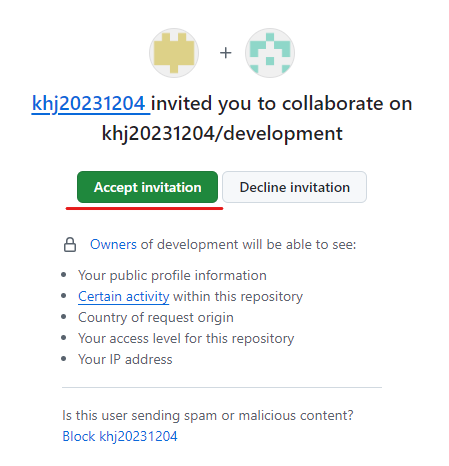 +
khj20231204 invited you to collaborate on
khj20231204/development
Accept invitation Decline invitation
Owners of development will be able to see:
Your public profile information
Certain activity within this repository
Country of request origin
Your access level for this repository
Your IP address
Is this user sending spam or malicious content?
Block khj20231204